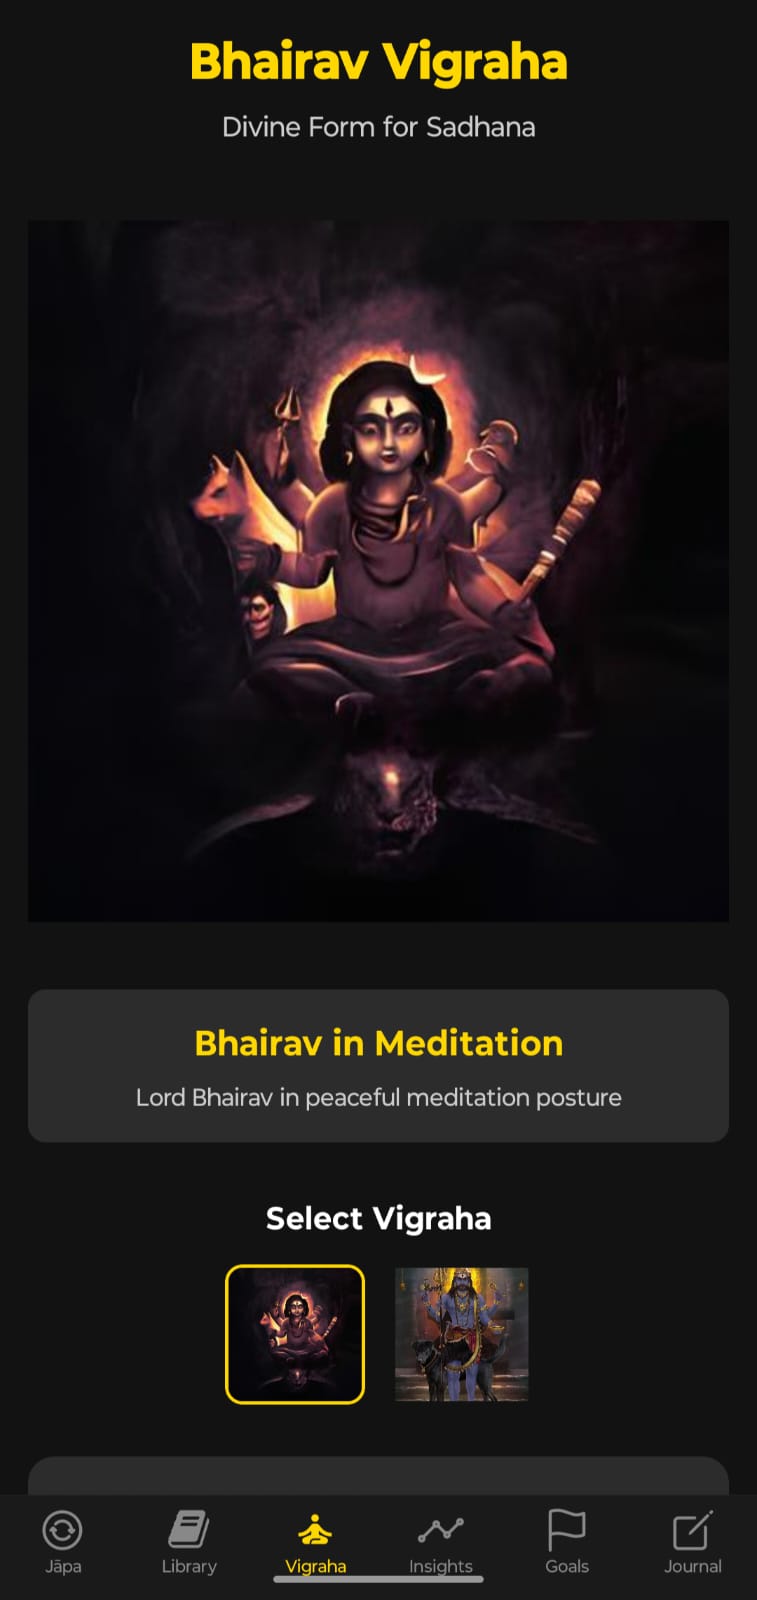 Bhairav Vigraha
Divine Form for Sadhana
Bhairav in Meditation
Lord Bhairav in peaceful meditation posture
Select Vigraha
Jāpa
Library
Vigraha
Insights
Goals
Journal